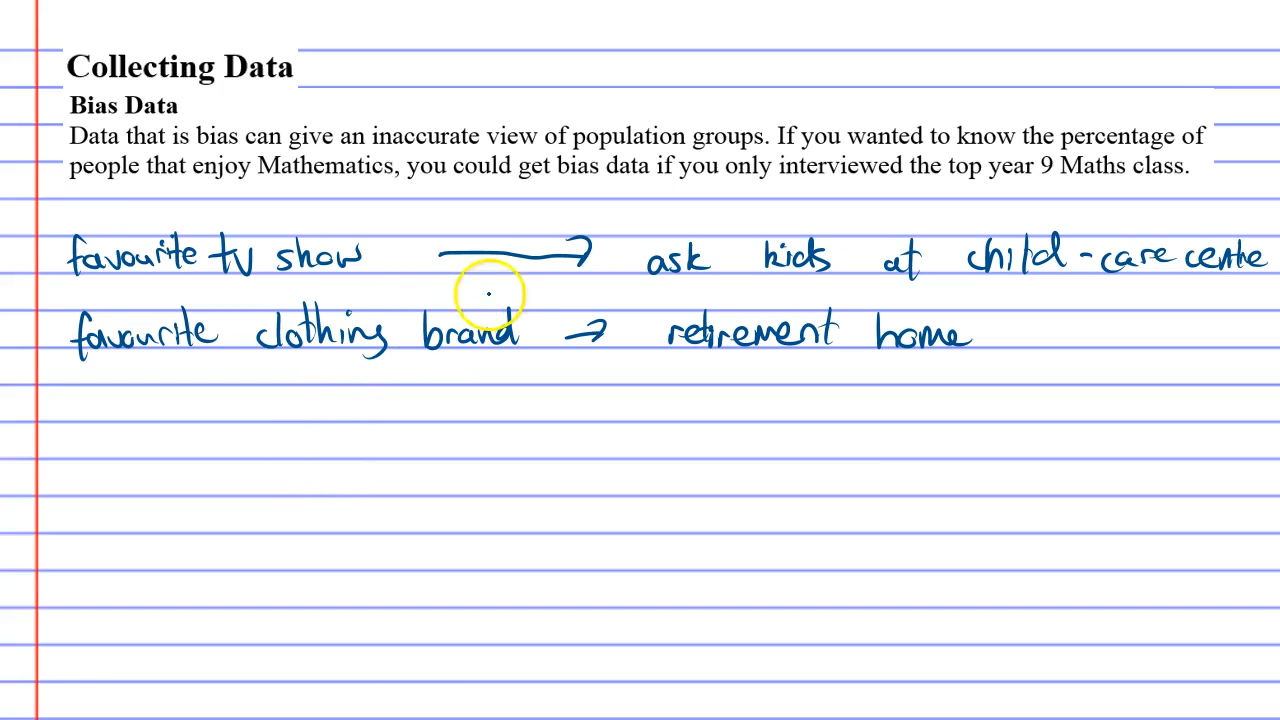 Collecting Data
Bias Data
Data that is bias can give an inaccurate view of population groups. If you wanted to know the percentage of
people that enjoy Mathematics, you could get bias data if you only interviewed the top year 9 Maths class.
favourite tv show → ask kids at child-care centre
favourite clothing brand → retirement home